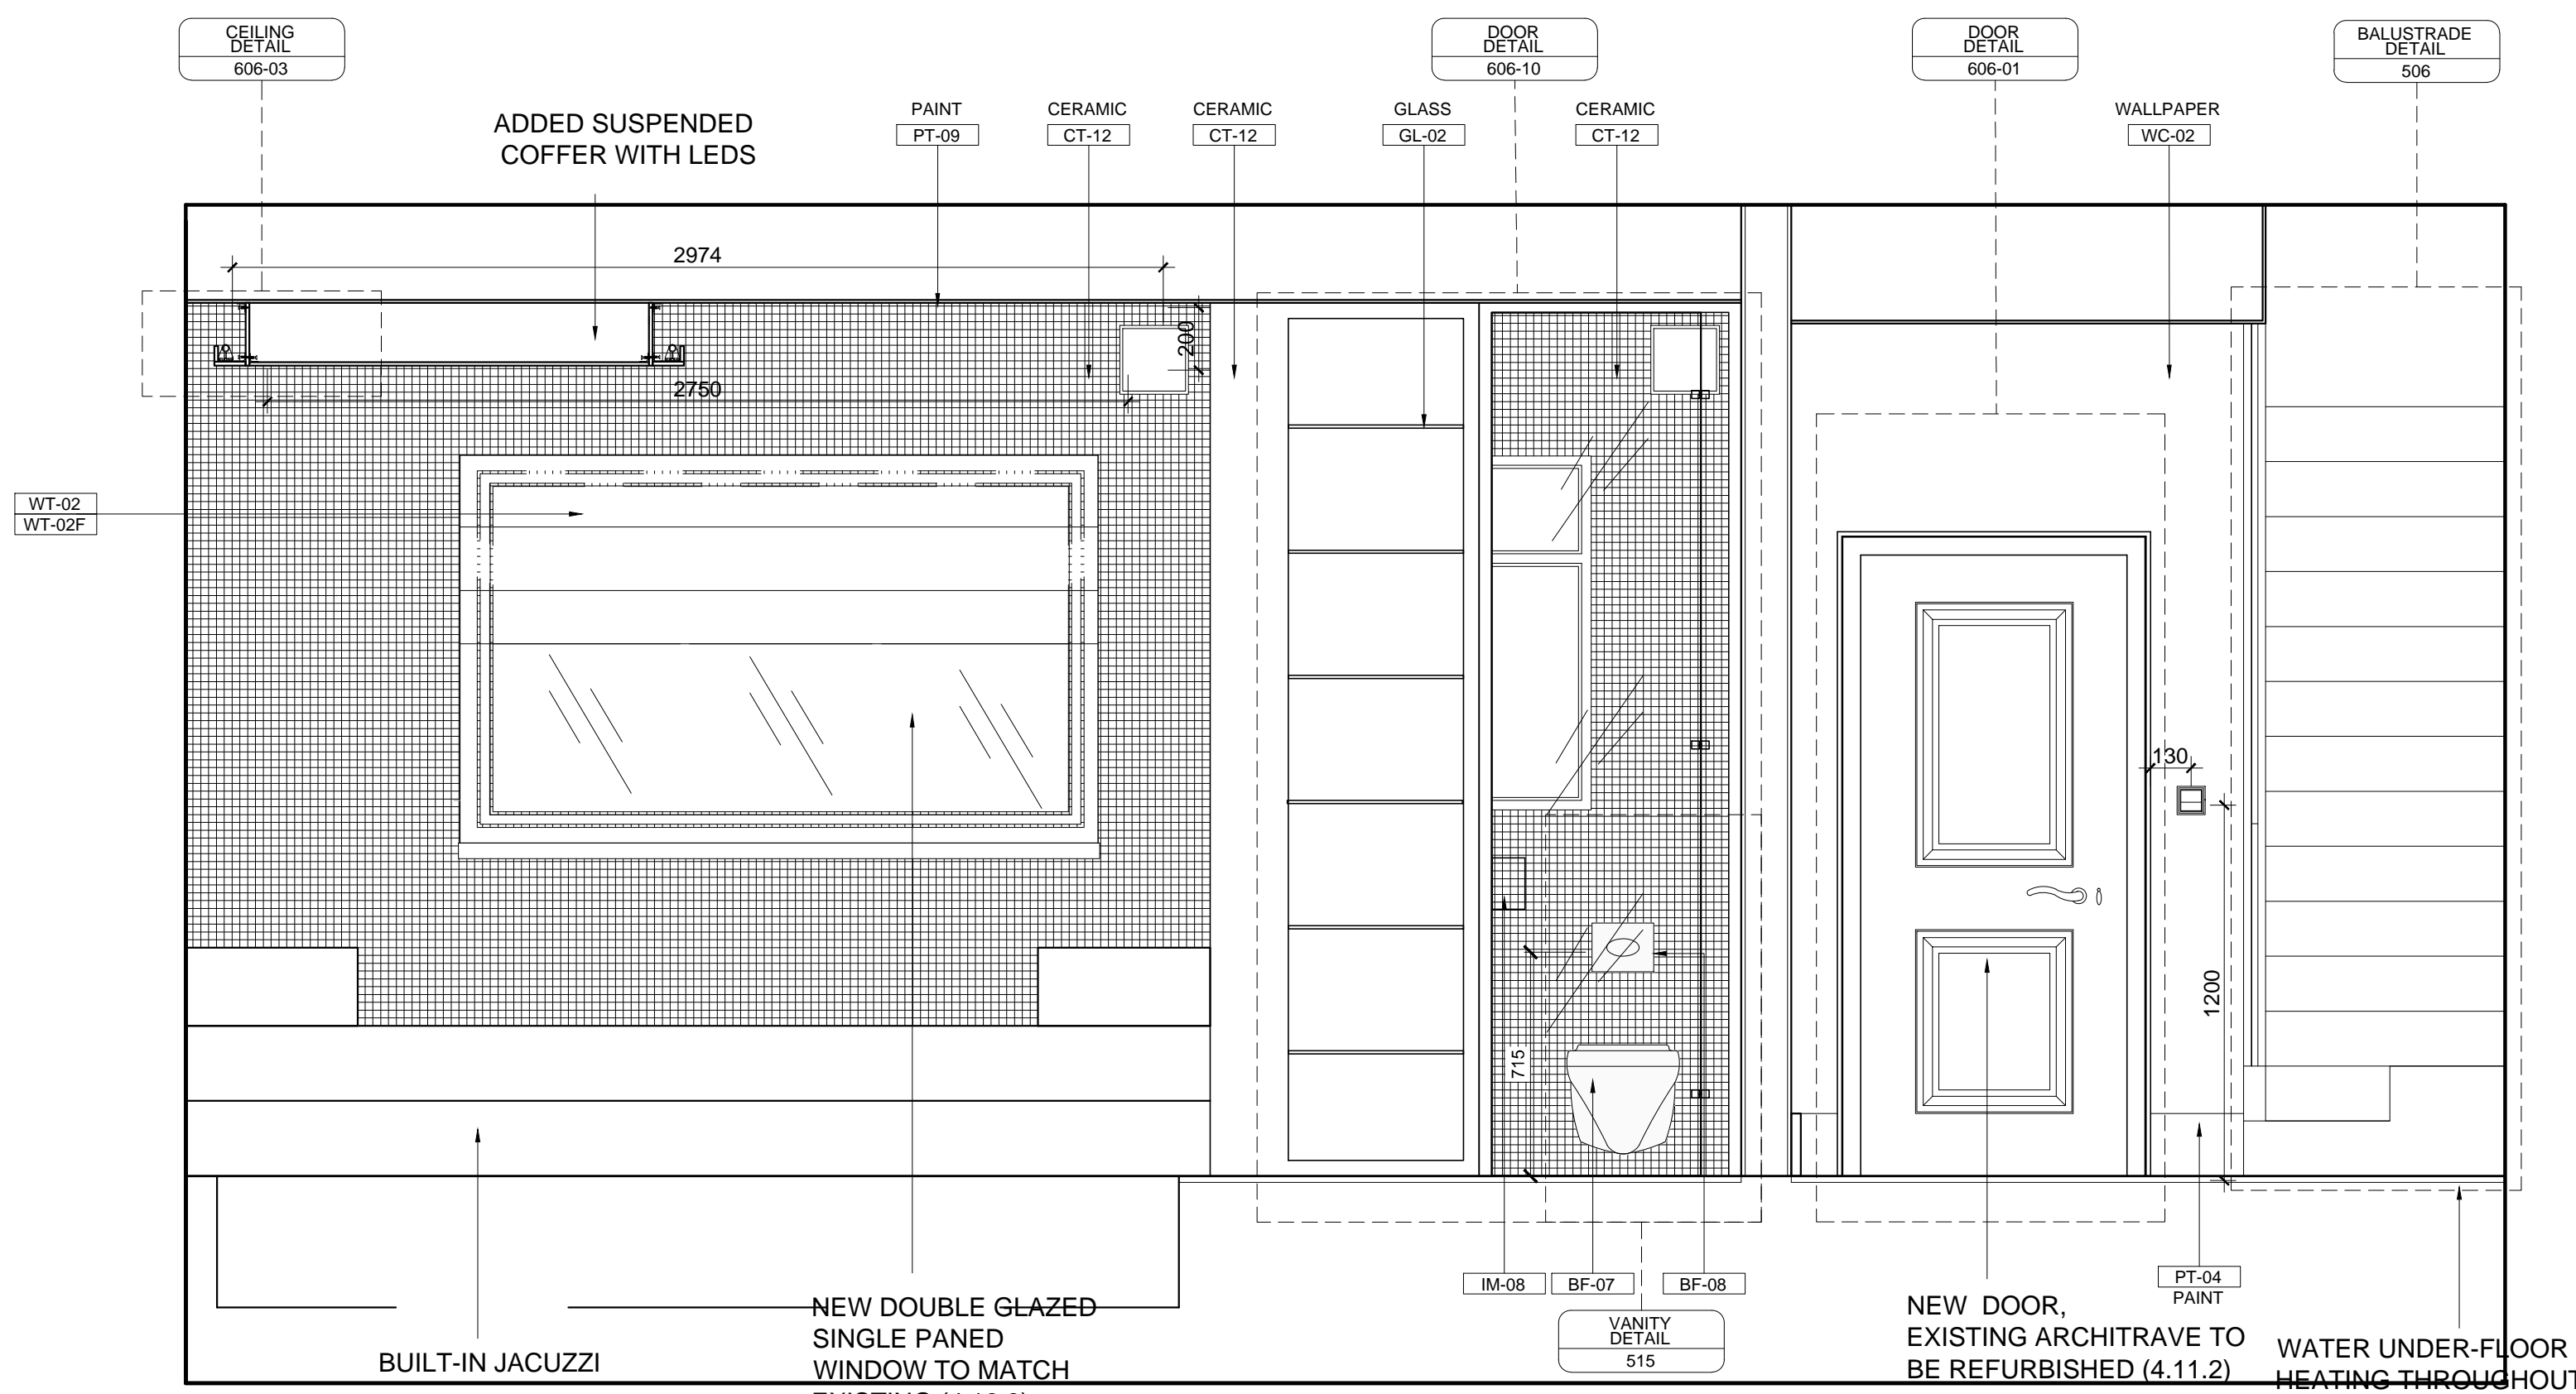 CEILING
DETAIL
606-03
DOOR
DETAIL
606-10
DOOR
DETAIL
606-01
BALUSTRADE
DETAIL
506
ADDED SUSPENDED
COFFER WITH LEDS
PAINT
PT-09
CERAMIC
CT-12
CERAMIC
CT-12
GLASS
GL-02
CERAMIC
CT-12
WALLPAPER
WC-02
2974
200
2750
WT-02
WT-02F
130
1200
715
IM-08
BF-07
BF-08
PT-04
PAINT
VANITY
DETAIL
515
BUILT-IN JACUZZI
NEW DOUBLE GLAZED
SINGLE PANED
WINDOW TO MATCH
NEW DOOR,
EXISTING ARCHITRAVE TO
BE REFURBISHED (4.11.2)
WATER UNDER-FLOOR
HEATING THROUGHOUT